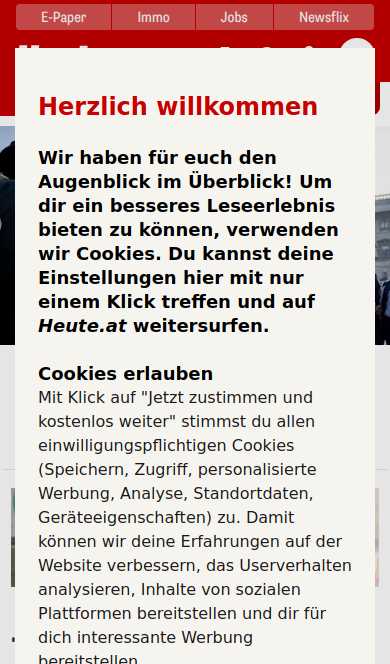 E-Paper Immo Jobs Newsflix
Herzlich willkommen
Wir haben für euch den
Augenblick im Überblick! Um
dir ein besseres Leseerlebnis
bieten zu können, verwenden
wir Cookies. Du kannst deine
Einstellungen hier mit nur
einem Klick treffen und auf
Heute.at weitersurfen.
Cookies erlauben
Mit Klick auf "Jetzt zustimmen und
kostenlos weiter" stimmst du allen
einwilligungspflichtigen Cookies
(Speichern, Zugriff, personalisierte
Werbung, Analyse, Standortdaten,
Geräteeigenschaften) zu. Damit
können wir deine Erfahrungen auf der
Website verbessern, das Userverhalten
analysieren, Inhalte von sozialen
Plattformen bereitstellen und dir für
dich interessante Werbung
bereitstellen